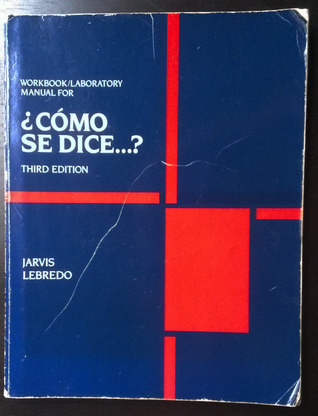 WORKBOOK/LABORATORY
MANUAL FOR
¿CÓMO
SE DICE...?
THIRD EDITION
JARVIS
LEBREDO